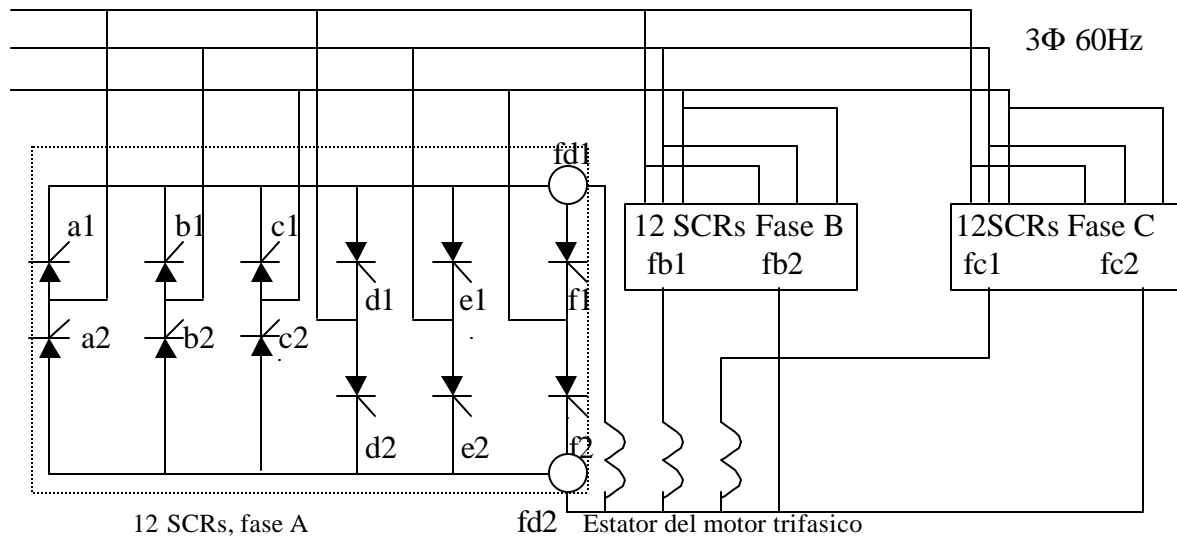 3Φ 60Hz
fd1
a1
b1
c1
12 SCRs Fase B
12SCRs Fase C
fb1
fb2
fc1
fc2
d1
e1
f1
a2
b2
c2
d2
e2
f2
12 SCRs, fase A
fd2
Estator del motor trifasico